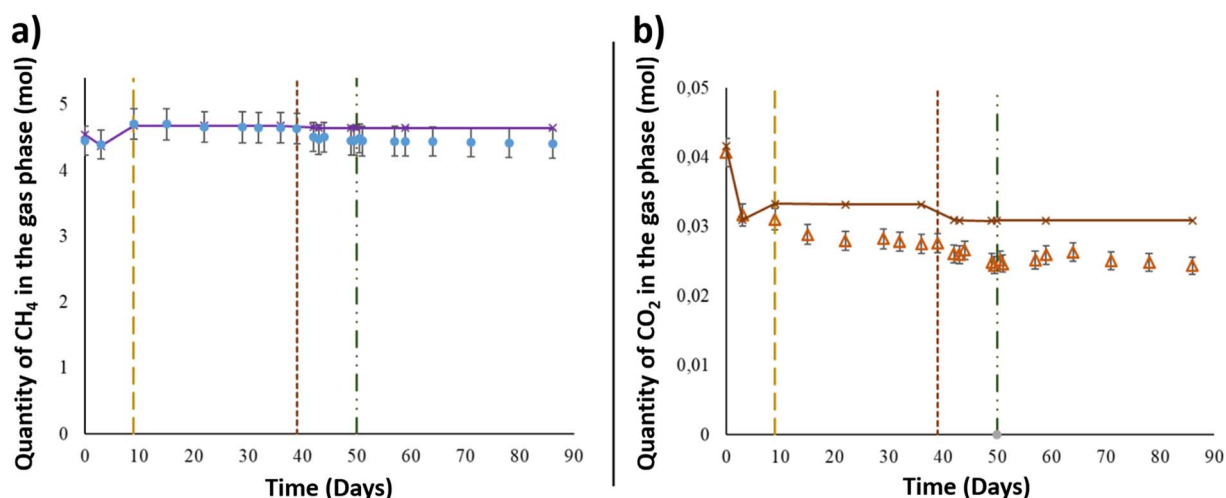 a)
Quantity of CH₄ in the gas phase (mol)
5
4
3
2
1
0
0 10 20 30 40 50 60 70 80 90
Time (Days)
b)
Quantity of CO₂ in the gas phase (mol)
0,05
0,04
0,03
0,02
0,01
0
0 10 20 30 40 50 60 70 80 90
Time (Days)